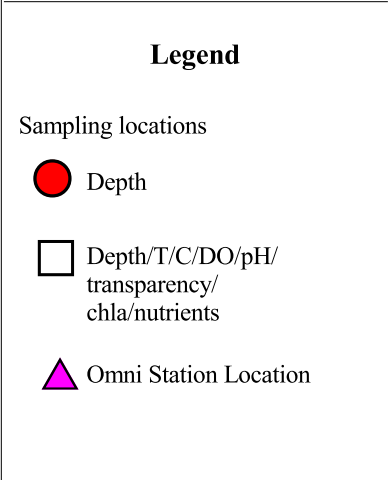 Legend
Sampling locations
Depth
Depth/T/C/DO/pH/
transparency/
chla/nutrients
Omni Station Location